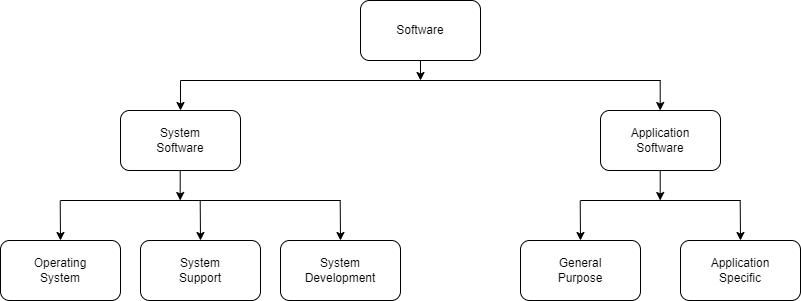 Software
System
Software
Application
Software
Operating
System
System
Support
System
Development
General
Purpose
Application
Specific